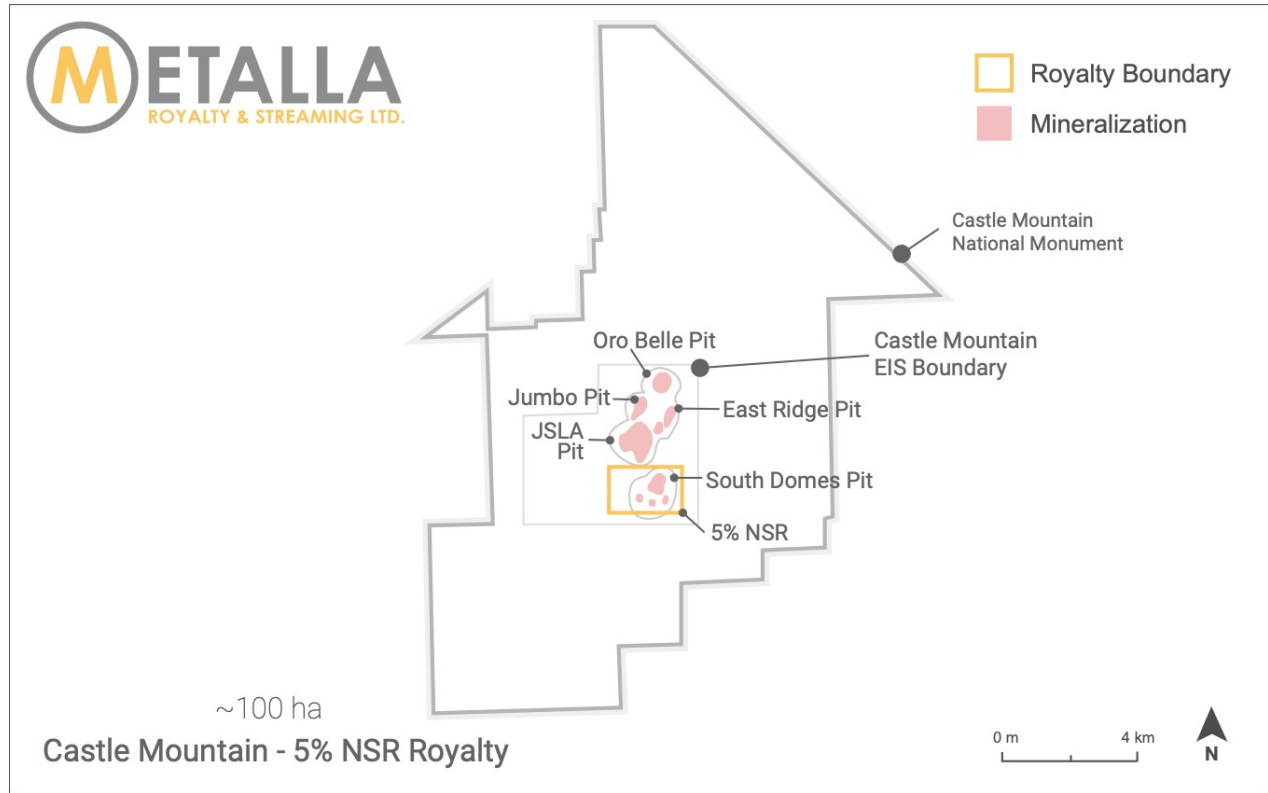 METALLA
ROYALTY & STREAMING LTD.
Royalty Boundary
Mineralization
Castle Mountain
National Monument
Oro Belle Pit
Castle Mountain
EIS Boundary
Jumbo Pit
East Ridge Pit
JSLA
Pit
South Domes Pit
5% NSR
~100 ha
Castle Mountain - 5% NSR Royalty
0 m
4 km
N